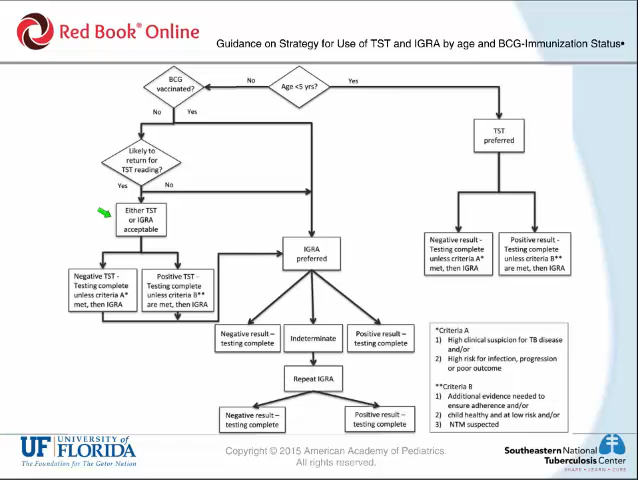 Red Book® Online
Guidance on Strategy for Use of TST and IGRA by age and BCG-Immunization Status•
BCG
vaccinated?
No
Age <5 yrs?
Yes
No
Yes
TST
preferred
Likely to
return for
TST reading?
Yes
No
Either TST
or IGRA
acceptable
IGRA
preferred
Negative result -
Testing complete
unless criteria A*
met, then IGRA
Positive result -
Testing complete
unless criteria B**
are met, then IGRA
Negative TST -
Testing complete
unless criteria A*
met, then IGRA
Positive TST -
Testing complete
unless criteria B**
are met, then IGRA
Negative result –
testing complete
Indeterminate
Positive result –
testing complete
Repeat IGRA
Negative result –
testing complete
Positive result –
testing complete
*Criteria A
1) High clinical suspicion for TB disease
and/or
2) High risk for infection, progression
or poor outcome
**Criteria B
1) Additional evidence needed to
ensure adherence and/or
2) child healthy and at low risk and/or
3) NTM suspected
UF UNIVERSITY of
FLORIDA
The Foundation for The Gator Nation
Copyright © 2015 American Academy of Pediatrics.
All rights reserved.
Southeastern National
Tuberculosis Center
SHARE • LEARN • CURE